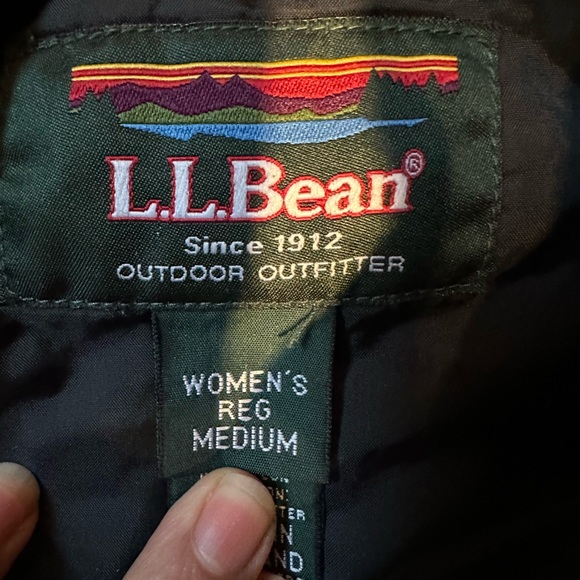 L.L.Bean®
Since 1912
OUTDOOR OUTFITTER
WOMEN'S
REG
MEDIUM